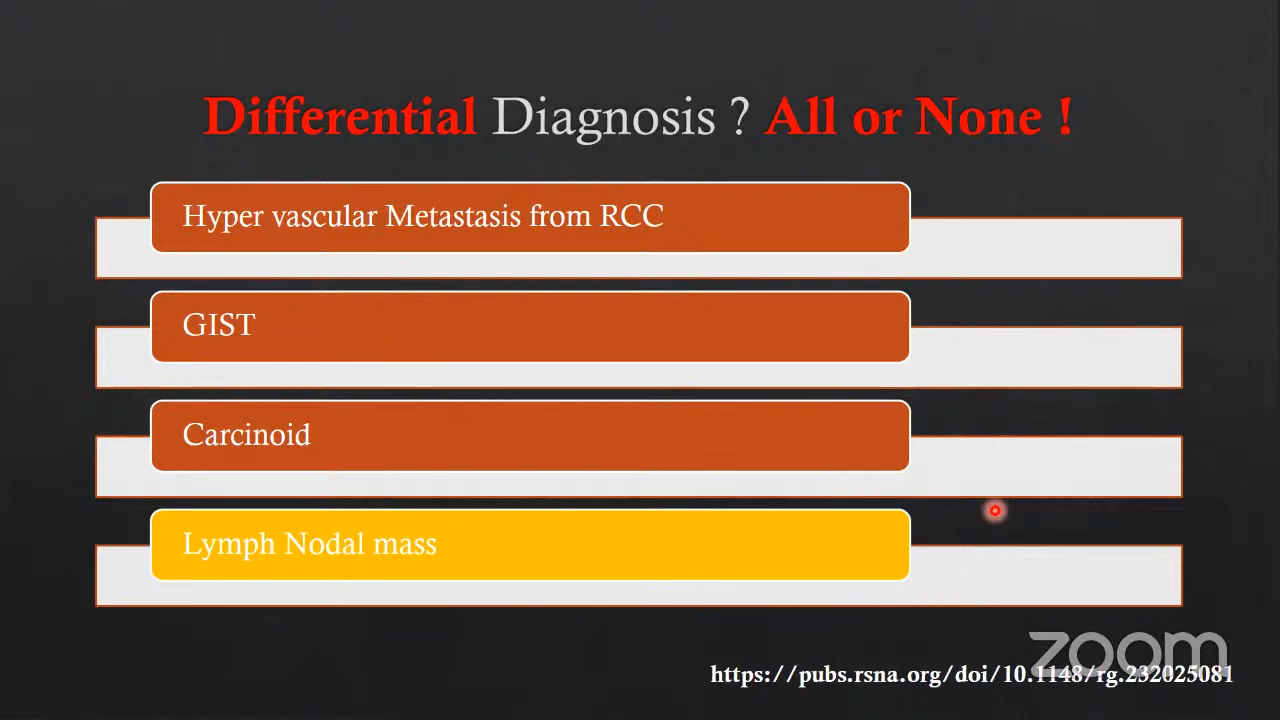 Differential Diagnosis ? All or None !
Hyper vascular Metastasis from RCC
GIST
Carcinoid
Lymph Nodal mass
zoom
https://pubs.rsna.org/doi/10.1148/rg.232025081